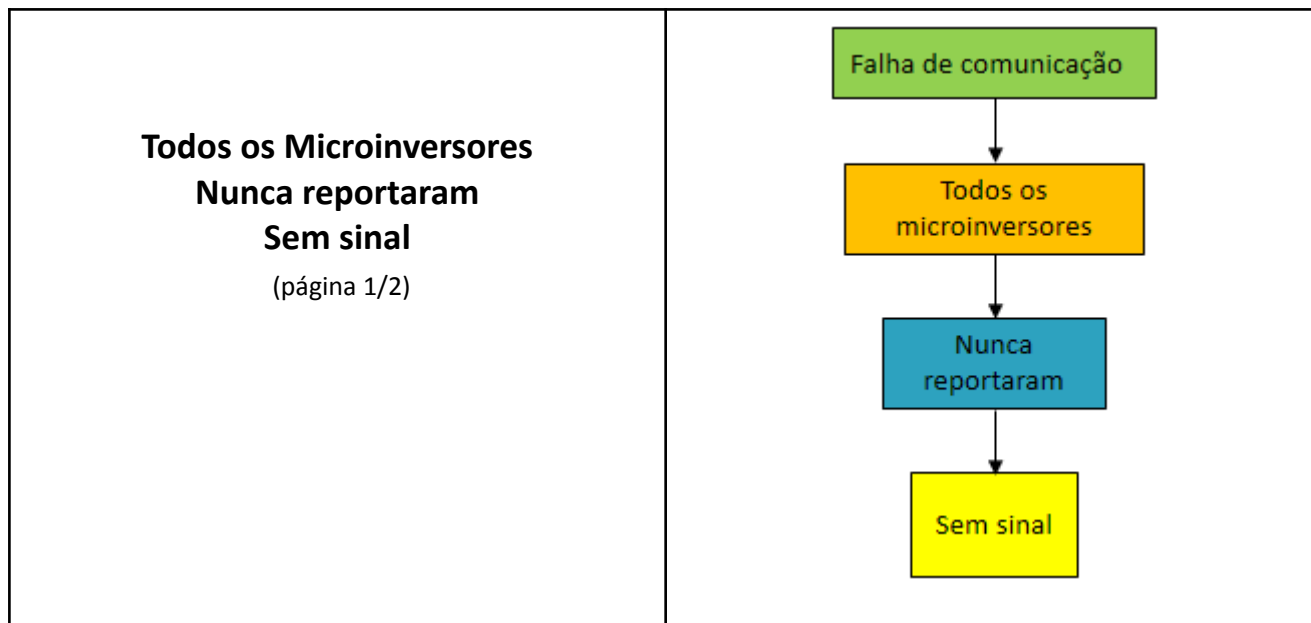 Todos os Microinversores
Nunca reportaram
Sem sinal
(página 1/2)
Falha de comunicação
Todos os
microinversores
Nunca
reportaram
Sem sinal